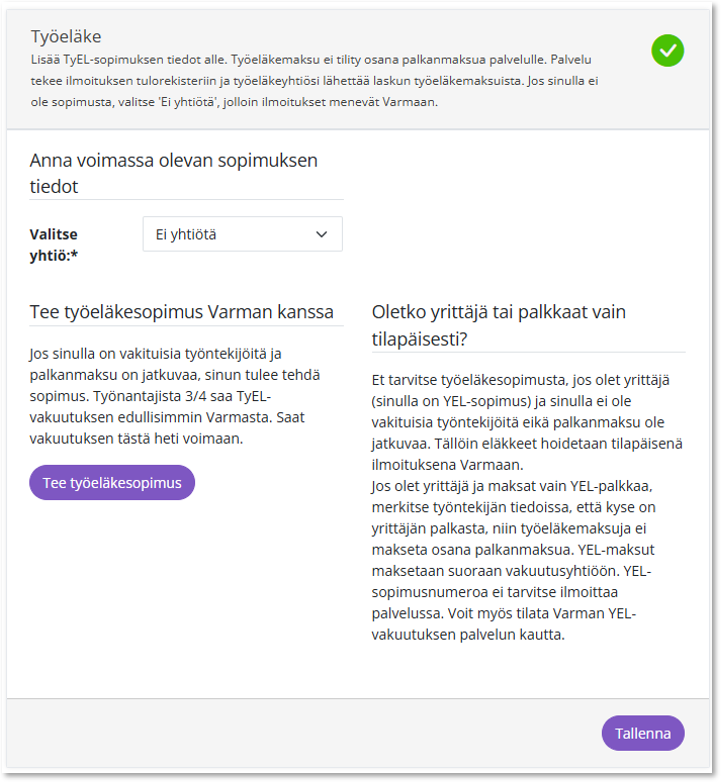 Työeläke
Lisää TyEL-sopimuksen tiedot alle. Työeläkemaksu ei tility osana palkanmaksua palvelulle. Palvelu
tekee ilmoituksen tulorekisteriin ja työeläkeyhtiösi lähettää laskun työeläkemaksuista. Jos sinulla ei
ole sopimusta, valitse 'Ei yhtiötä', jolloin ilmoitukset menevät Varmaan.
Anna voimassa olevan sopimuksen
tiedot
Valitse
yhtiö:*
Ei yhtiötä
Tee työeläkesopimus Varman kanssa
Jos sinulla on vakituisia työntekijöitä ja
palkanmaksu on jatkuvaa, sinun tulee tehdä
sopimus. Työnantajista 3/4 saa TyEL-
vakuutuksen edullisimmin Varmasta. Saat
vakuutuksen tästä heti voimaan.
Tee työeläkesopimus
Oletko yrittäjä tai palkkaat vain
tilapäisesti?
Et tarvitse työeläkesopimusta, jos olet yrittäjä
(sinulla on YEL-sopimus) ja sinulla ei ole
vakituisia työntekijöitä eikä palkanmaksu ole
jatkuvaa. Tällöin eläkkeet hoidetaan tilapäisenä
ilmoituksena Varmaan.
Jos olet yrittäjä ja maksat vain YEL-palkkaa,
merkitse työntekijän tiedoissa, että kyse on
yrittäjän palkasta, niin työeläkemaksuja ei
makseta osana palkanmaksua. YEL-maksut
maksetaan suoraan vakuutusyhtiöön. YEL-
sopimusnumeroa ei tarvitse ilmoittaa
palvelussa. Voit myös tilata Varman YEL-
vakuutuksen palvelun kautta.
Tallenna